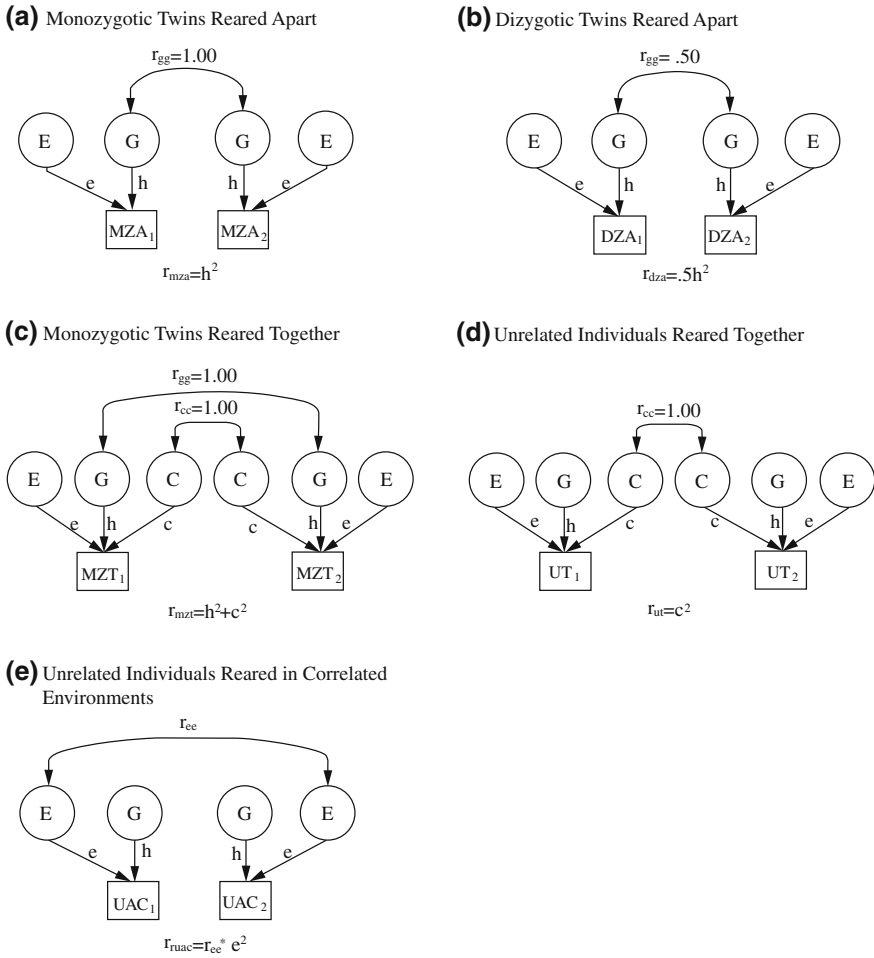 (a) Monozygotic Twins Reared Apart
r_gg=1.00
E G G E
e h h e
MZA_1 MZA_2
r_mza=h^2
(b) Dizygotic Twins Reared Apart
r_gg= .50
E G G E
e h h e
DZA_1 DZA_2
r_dza=.5h^2
(c) Monozygotic Twins Reared Together
r_gg=1.00
r_cc=1.00
E G C C G E
e h c c h e
MZT_1 MZT_2
r_mzt=h^2+c^2
(d) Unrelated Individuals Reared Together
r_cc=1.00
E G C C G E
e h c c h e
UT_1 UT_2
r_ut=c^2
(e) Unrelated Individuals Reared in Correlated
Environments
r_ee
E G G E
e h h e
UAC_1 UAC_2
r_ruac=r_ee* e^2